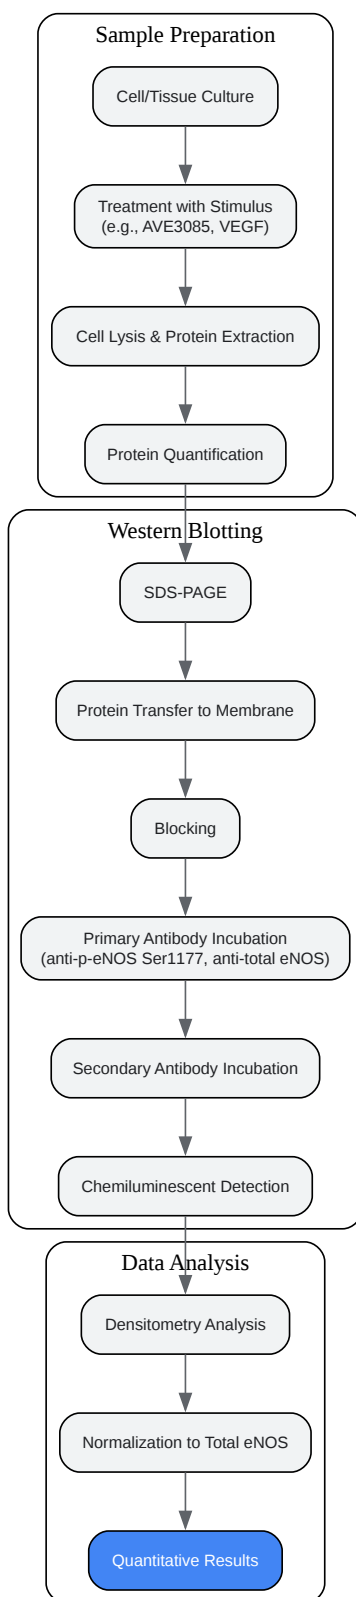 Sample Preparation
Cell/Tissue Culture
Treatment with Stimulus
(e.g., AVE3085, VEGF)
Cell Lysis & Protein Extraction
Protein Quantification
Western Blotting
SDS-PAGE
Protein Transfer to Membrane
Blocking
Primary Antibody Incubation
(anti-p-eNOS Ser1177, anti-total eNOS)
Secondary Antibody Incubation
Chemiluminescent Detection
Data Analysis
Densitometry Analysis
Normalization to Total eNOS
Quantitative Results